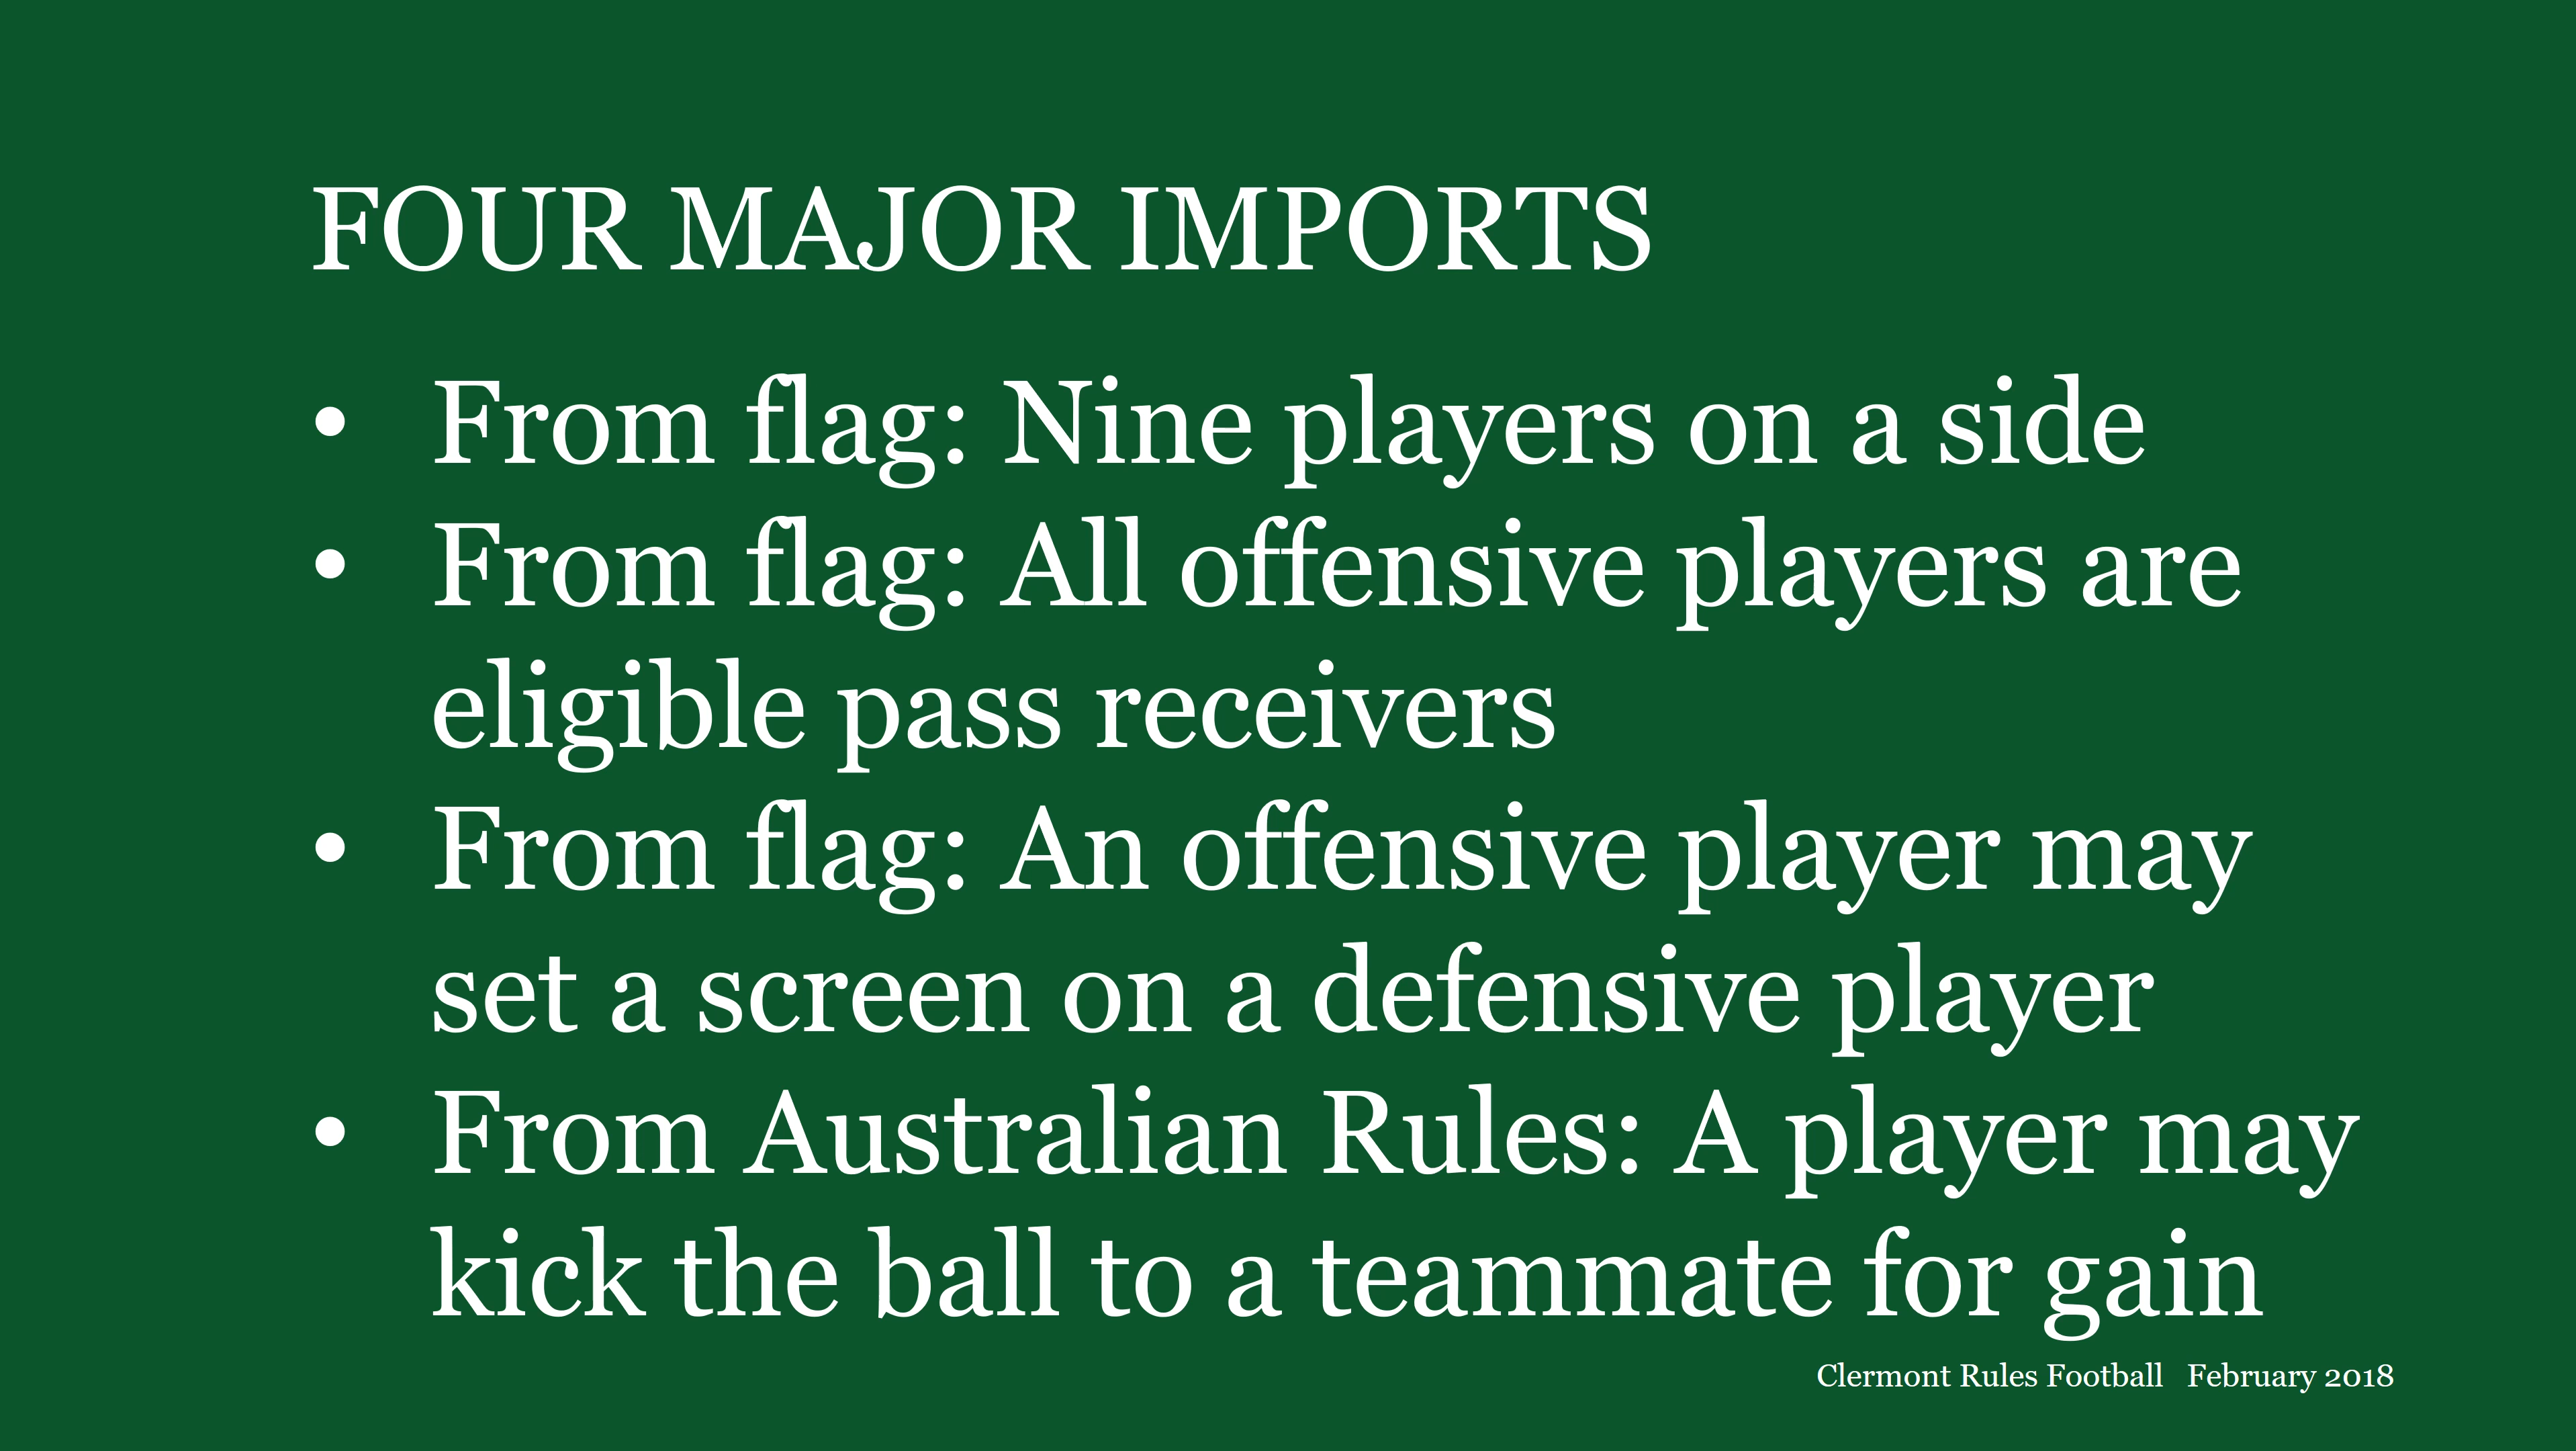 FOUR MAJOR IMPORTS
• From flag: Nine players on a side
• From flag: All offensive players are
eligible pass receivers
• From flag: An offensive player may
set a screen on a defensive player
• From Australian Rules: A player may
kick the ball to a teammate for gain
Clermont Rules Football February 2018